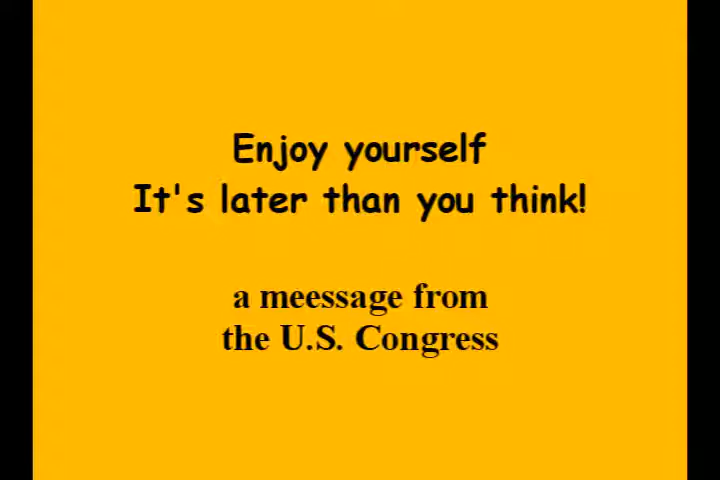 Enjoy yourself
It's later than you think!
a meessage from
the U.S. Congress